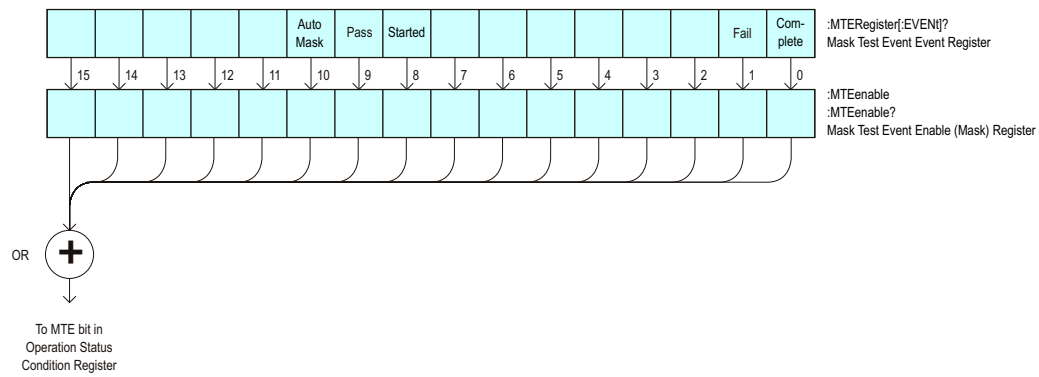 Auto Mask
Pass
Started
Fail
Com-
plete
:MTERegister[:EVENt]?
Mask Test Event Event Register
15 14 13 12 11 10 9 8 7 6 5 4 3 2 1 0
:MTEenable
:MTEenable?
Mask Test Event Enable (Mask) Register
OR
+
To MTE bit in
Operation Status
Condition Register